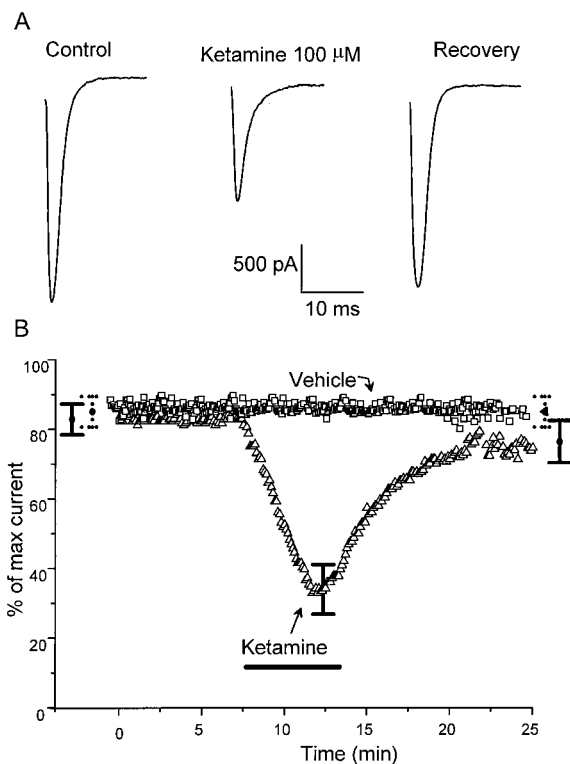 A
Control
Ketamine 100 µM
Recovery
500 pA
10 ms
B
100
80
60
40
20
0
% of max current
Vehicle
Ketamine
0
5
10
15
20
25
Time (min)